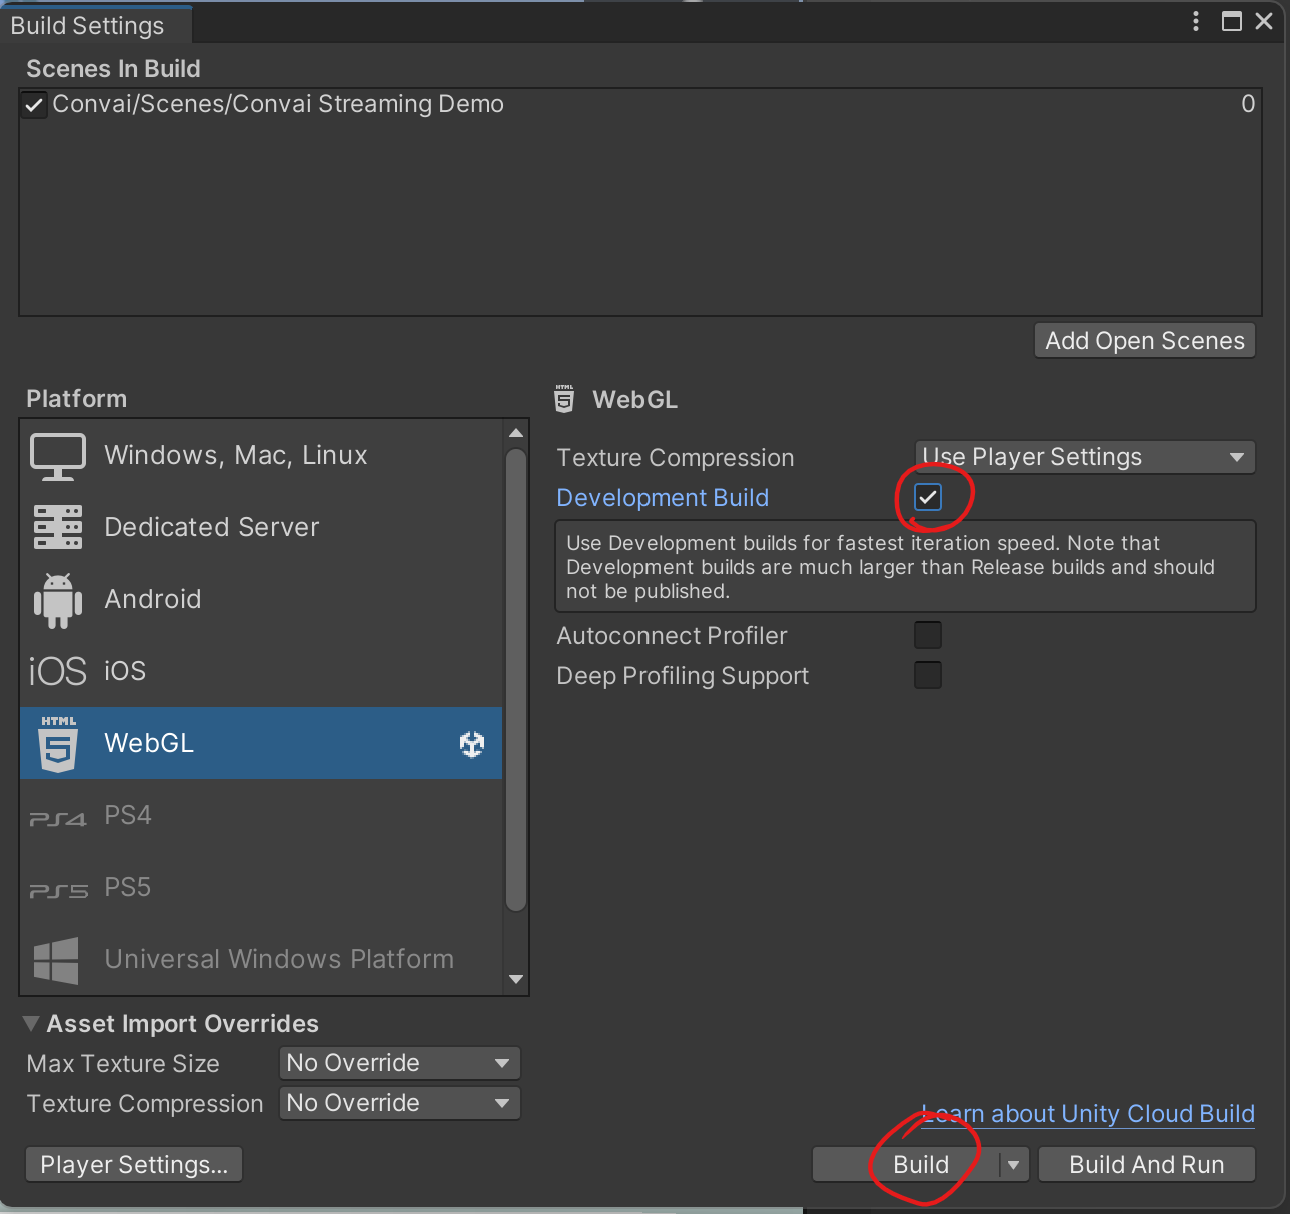 Build Settings
Scenes In Build
Convai/Scenes/Convai Streaming Demo 0
Add Open Scenes
Platform
Windows, Mac, Linux
Dedicated Server
Android
iOS iOS
HTML 5 WebGL
PS4 PS4
PS5 PS5
Universal Windows Platform
HTML 5 WebGL
Texture Compression Use Player Settings
Development Build
Use Development builds for fastest iteration speed. Note that
Development builds are much larger than Release builds and should
not be published.
Autoconnect Profiler
Deep Profiling Support
Asset Import Overrides
Max Texture Size No Override
Texture Compression No Override
Learn about Unity Cloud Build
Player Settings... Build Build And Run